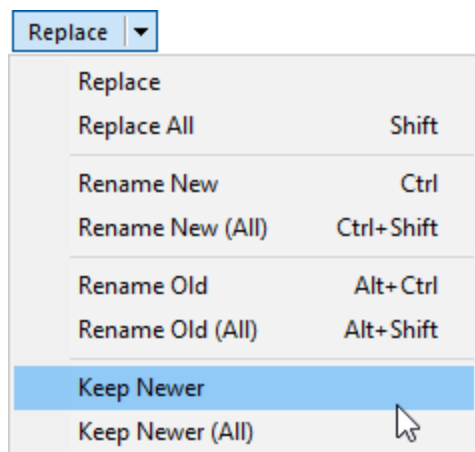 Replace
Replace
Replace All Shift
Rename New Ctrl
Rename New (All) Ctrl+Shift
Rename Old Alt+Ctrl
Rename Old (All) Alt+Shift
Keep Newer
Keep Newer (All)